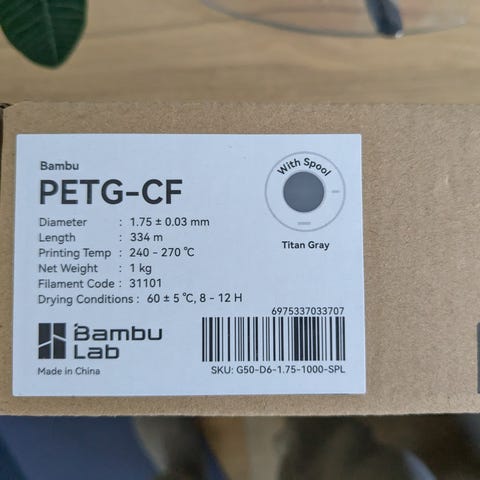 Bambu
PETG-CF
With Spool
Titan Gray
Diameter : 1.75 ± 0.03 mm
Length : 334 m
Printing Temp : 240 - 270 °C
Net Weight : 1 kg
Filament Code : 31101
Drying Conditions : 60 ± 5 °C, 8 - 12 H
Bambu
Lab
Made in China
6975337033707
SKU: G50-D6-1.75-1000-SPL